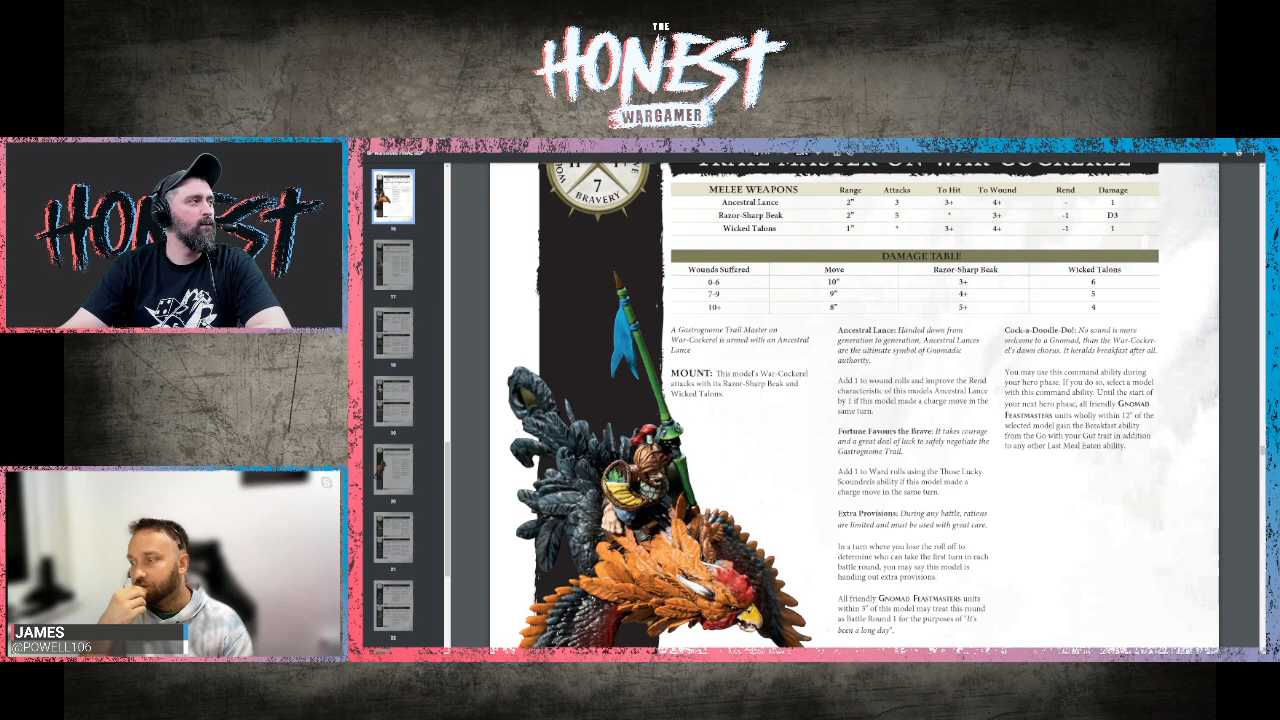 THE
HONEST
WARGAMER
HONEST
JAMES
@POWELL106
16
17
18
19
20
21
22
7
BRAVERY
TRAIL MASTER ON WAR-COCKEREL
MELEE WEAPONS Range Attacks To Hit To Wound Rend Damage
Ancestral Lance 2" 3 3+ 4+ - 1
Razor-Sharp Beak 2" 5 * 3+ -1 D3
Wicked Talons 1" * 3+ 4+ -1 1
DAMAGE TABLE
Wounds Suffered Move Razor-Sharp Beak Wicked Talons
0-6 10" 3+ 6
7-9 9" 4+ 5
10+ 8" 5+ 4
A Gastrognome Trail Master on
War-Cockerel is armed with an Ancestral
Lance
MOUNT: This model's War-Cockerel
attacks with its Razor-Sharp Beak and
Wicked Talons.
Ancestral Lance: Handed down from
generation to generation, Ancestral Lances
are the ultimate symbol of Gnomadic
authority.
Add 1 to wound rolls and improve the Rend
characteristic of this models Ancestral Lance
by 1 if this model made a charge move in the
same turn.
Fortune Favours the Brave: It takes courage
and a great deal of luck to safely negotiate the
Gastrognome Trail.
Add 1 to Ward rolls using the Those Lucky
Scoundrels ability if this model made a
charge move in the same turn.
Extra Provisions: During any battle, rations
are limited and must be used with great care.
In a turn where you lose the roll off to
determine who can take the first turn in each
battle round, you may say this model is
handing out extra provisions.
All friendly GNOMAD FEASTMASTERS units
within 3" of this model may treat this round
as Battle Round 1 for the purposes of "It's
been a long day".
Cock-a-Doodle-Do!: No sound is more
welcome to a Gnomad, than the War-Cocker-
el's dawn chorus. It heralds breakfast after all.
You may use this command ability during
your hero phase. If you do so, select a model
with this command ability. Until the start of
your next hero phase, all friendly GNOMAD
FEASTMASTERS units wholly within 12" of the
selected model gain the Breakfast ability
from the Go with your Gut trait in addition
to any other Last Meal Eaten ability.